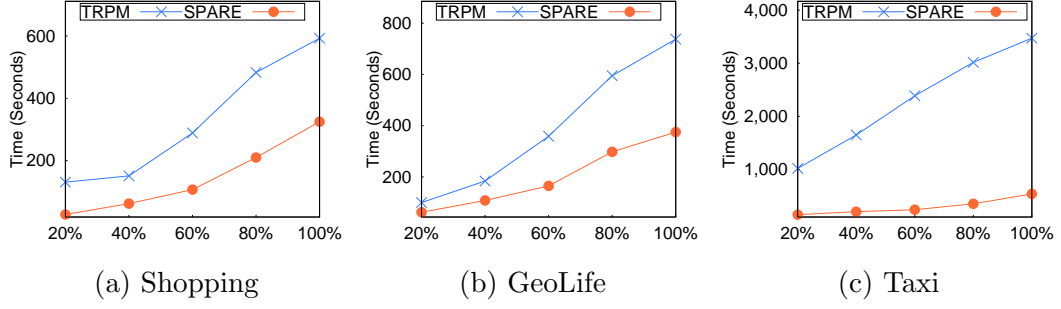 TRPM SPARE
Time (Seconds)
600
400
200
20% 40% 60% 80% 100%
(a) Shopping
TRPM SPARE
Time (Seconds)
800
600
400
200
20% 40% 60% 80% 100%
(b) GeoLife
TRPM SPARE
Time (Seconds)
4,000
3,000
2,000
1,000
20% 40% 60% 80% 100%
(c) Taxi